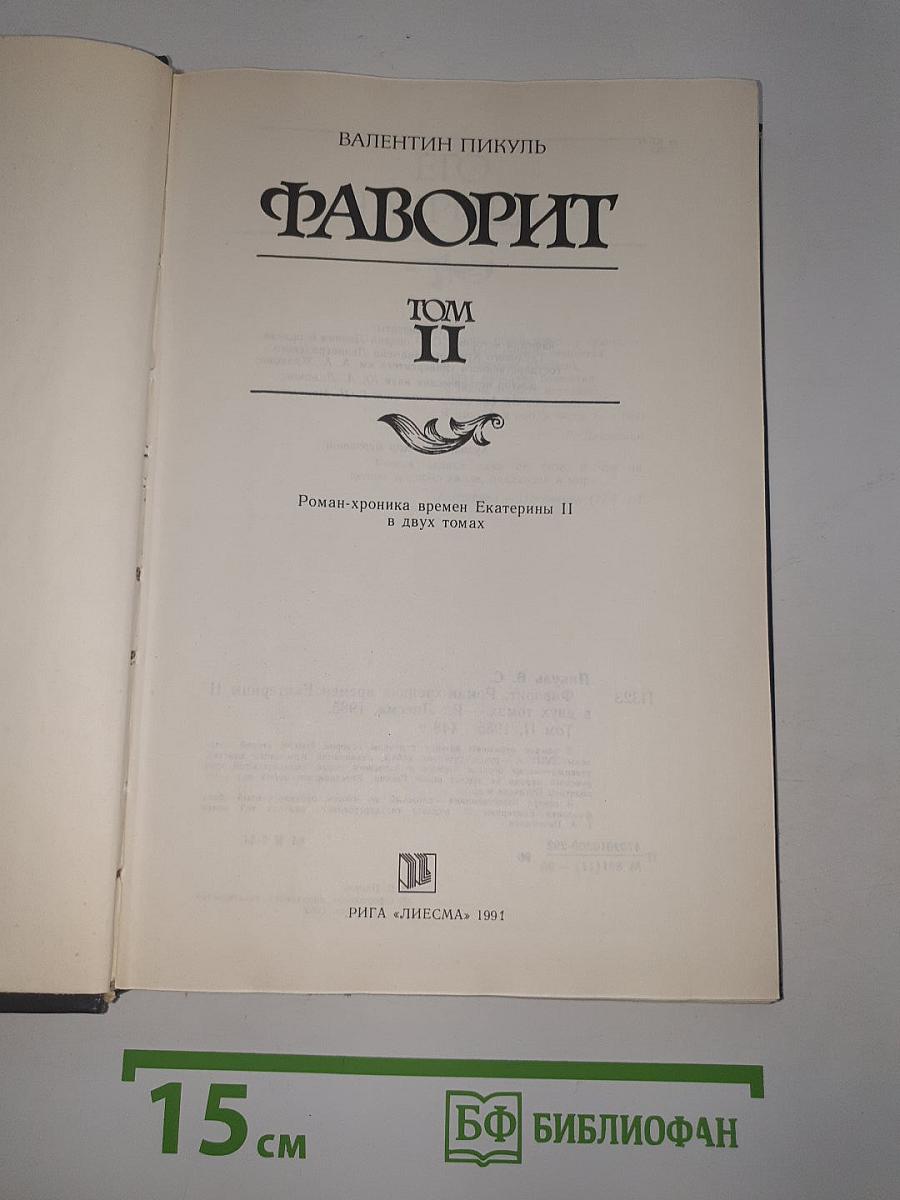 ВАЛЕНТИН ПИКУЛЬ
ФАВОРИТ
ТОМ
II
Роман-хроника времен Екатерины II
в двух томах
РИГА «ЛИЕСМА» 1991
15 см
БФ БИБЛИОФАН